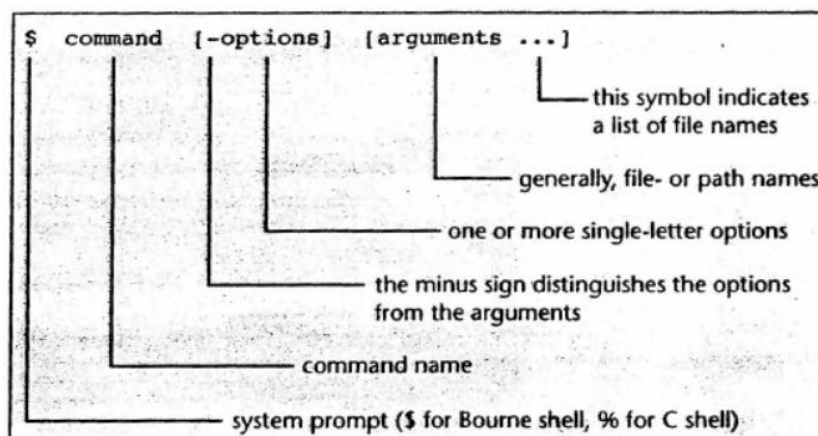 $ command [-options] [arguments ...]
this symbol indicates
a list of file names
generally, file- or path names
one or more single-letter options
the minus sign distinguishes the options
from the arguments
command name
system prompt ($ for Bourne shell, % for C shell)